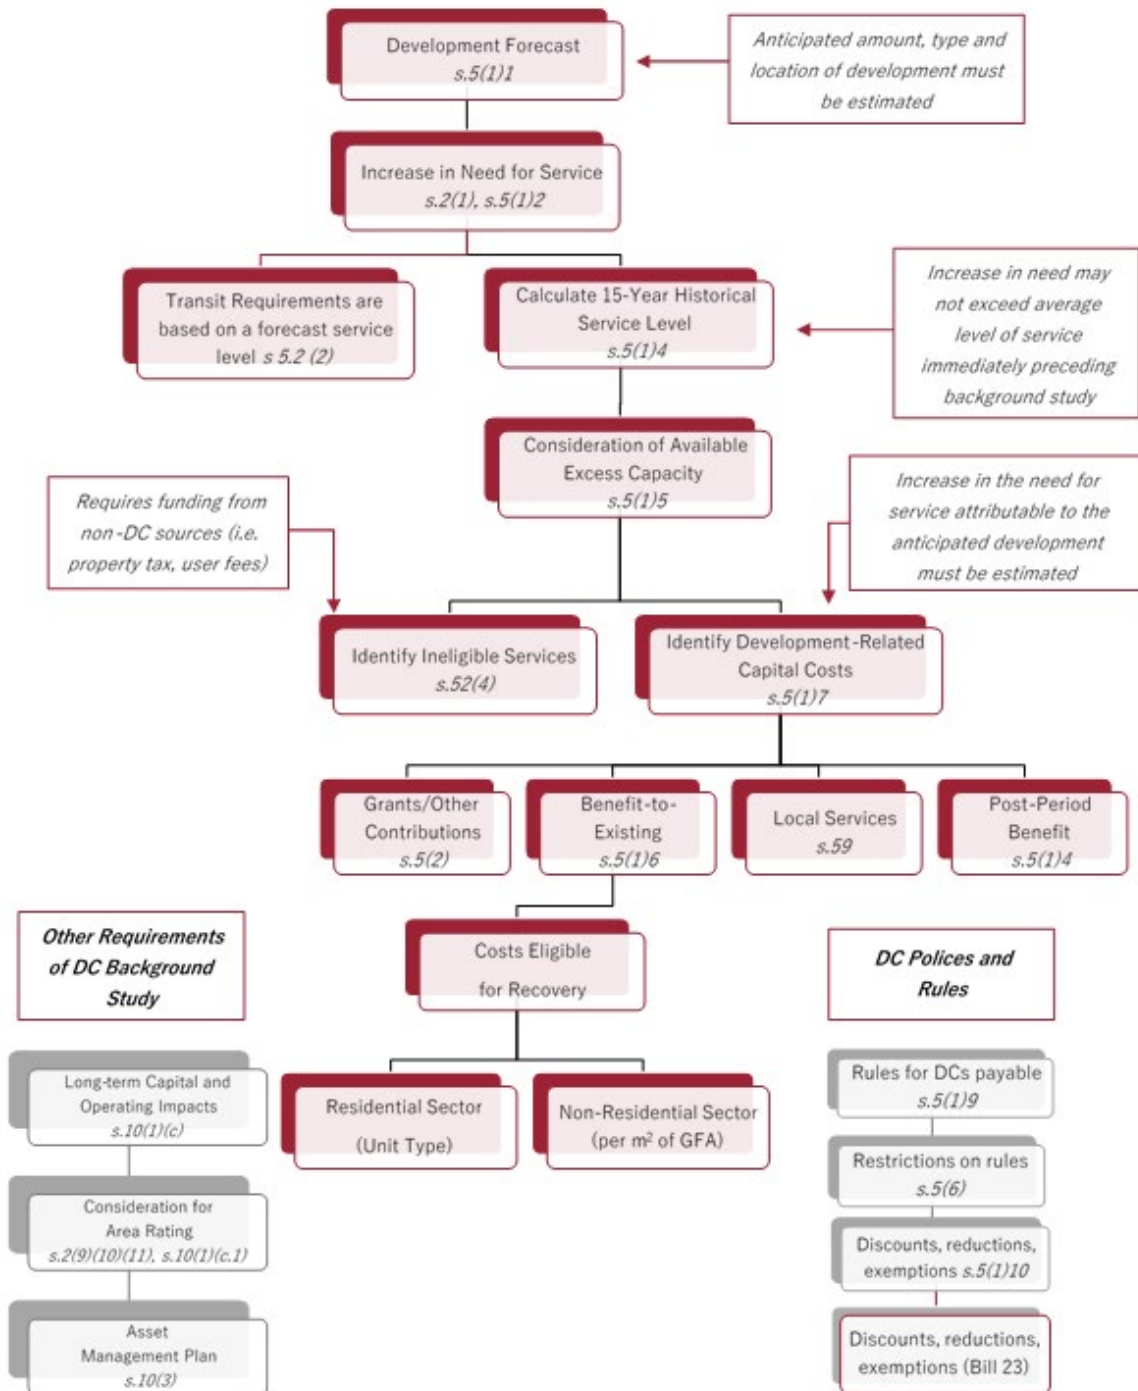 Development Forecast
s.5(1)1
Anticipated amount, type and
location of development must
be estimated
Increase in Need for Service
s.2(1), s.5(1)2
Transit Requirements are
based on a forecast service
level s 5.2 (2)
Calculate 15-Year Historical
Service Level
s.5(1)4
Increase in need may
not exceed average
level of service
immediately preceding
background study
Consideration of Available
Excess Capacity
s.5(1)5
Requires funding from
non-DC sources (i.e.
property tax, user fees)
Increase in the need for
service attributable to the
anticipated development
must be estimated
Identify Ineligible Services
s.52(4)
Identify Development-Related
Capital Costs
s.5(1)7
Grants/Other
Contributions
s.5(2)
Benefit-to-
Existing
s.5(1)6
Local Services
s.59
Post-Period
Benefit
s.5(1)4
Other Requirements
of DC Background
Study
Costs Eligible
for Recovery
DC Polices and
Rules
Long-term Capital and
Operating Impacts
s.10(1)(c)
Consideration for
Area Rating
s.2(9)(10)(11), s.10(1)(c.1)
Asset
Management Plan
s.10(3)
Residential Sector
(Unit Type)
Non-Residential Sector
(per m² of GFA)
Rules for DCs payable
s.5(1)9
Restrictions on rules
s.5(6)
Discounts, reductions,
exemptions s.5(1)10
Discounts, reductions,
exemptions (Bill 23)